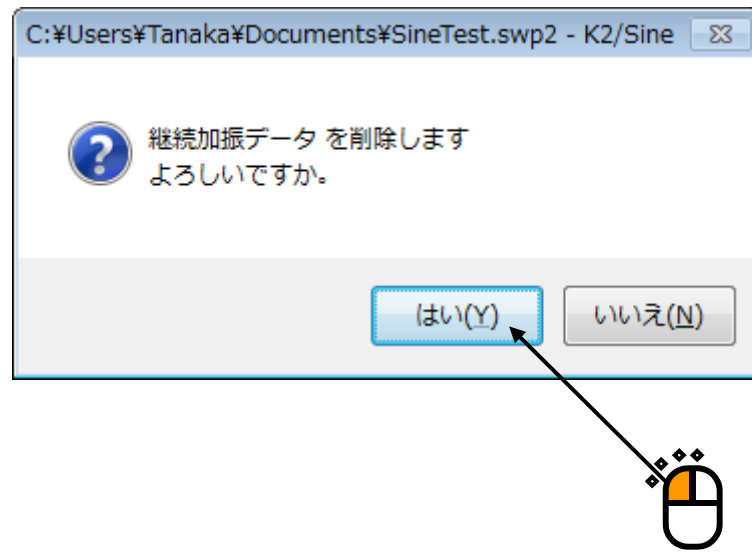 C:¥Users¥Tanaka¥Documents¥SineTest.swp2 - K2/Sine
継続加振データ を削除します
よろしいですか。
はい(Y)
いいえ(N)